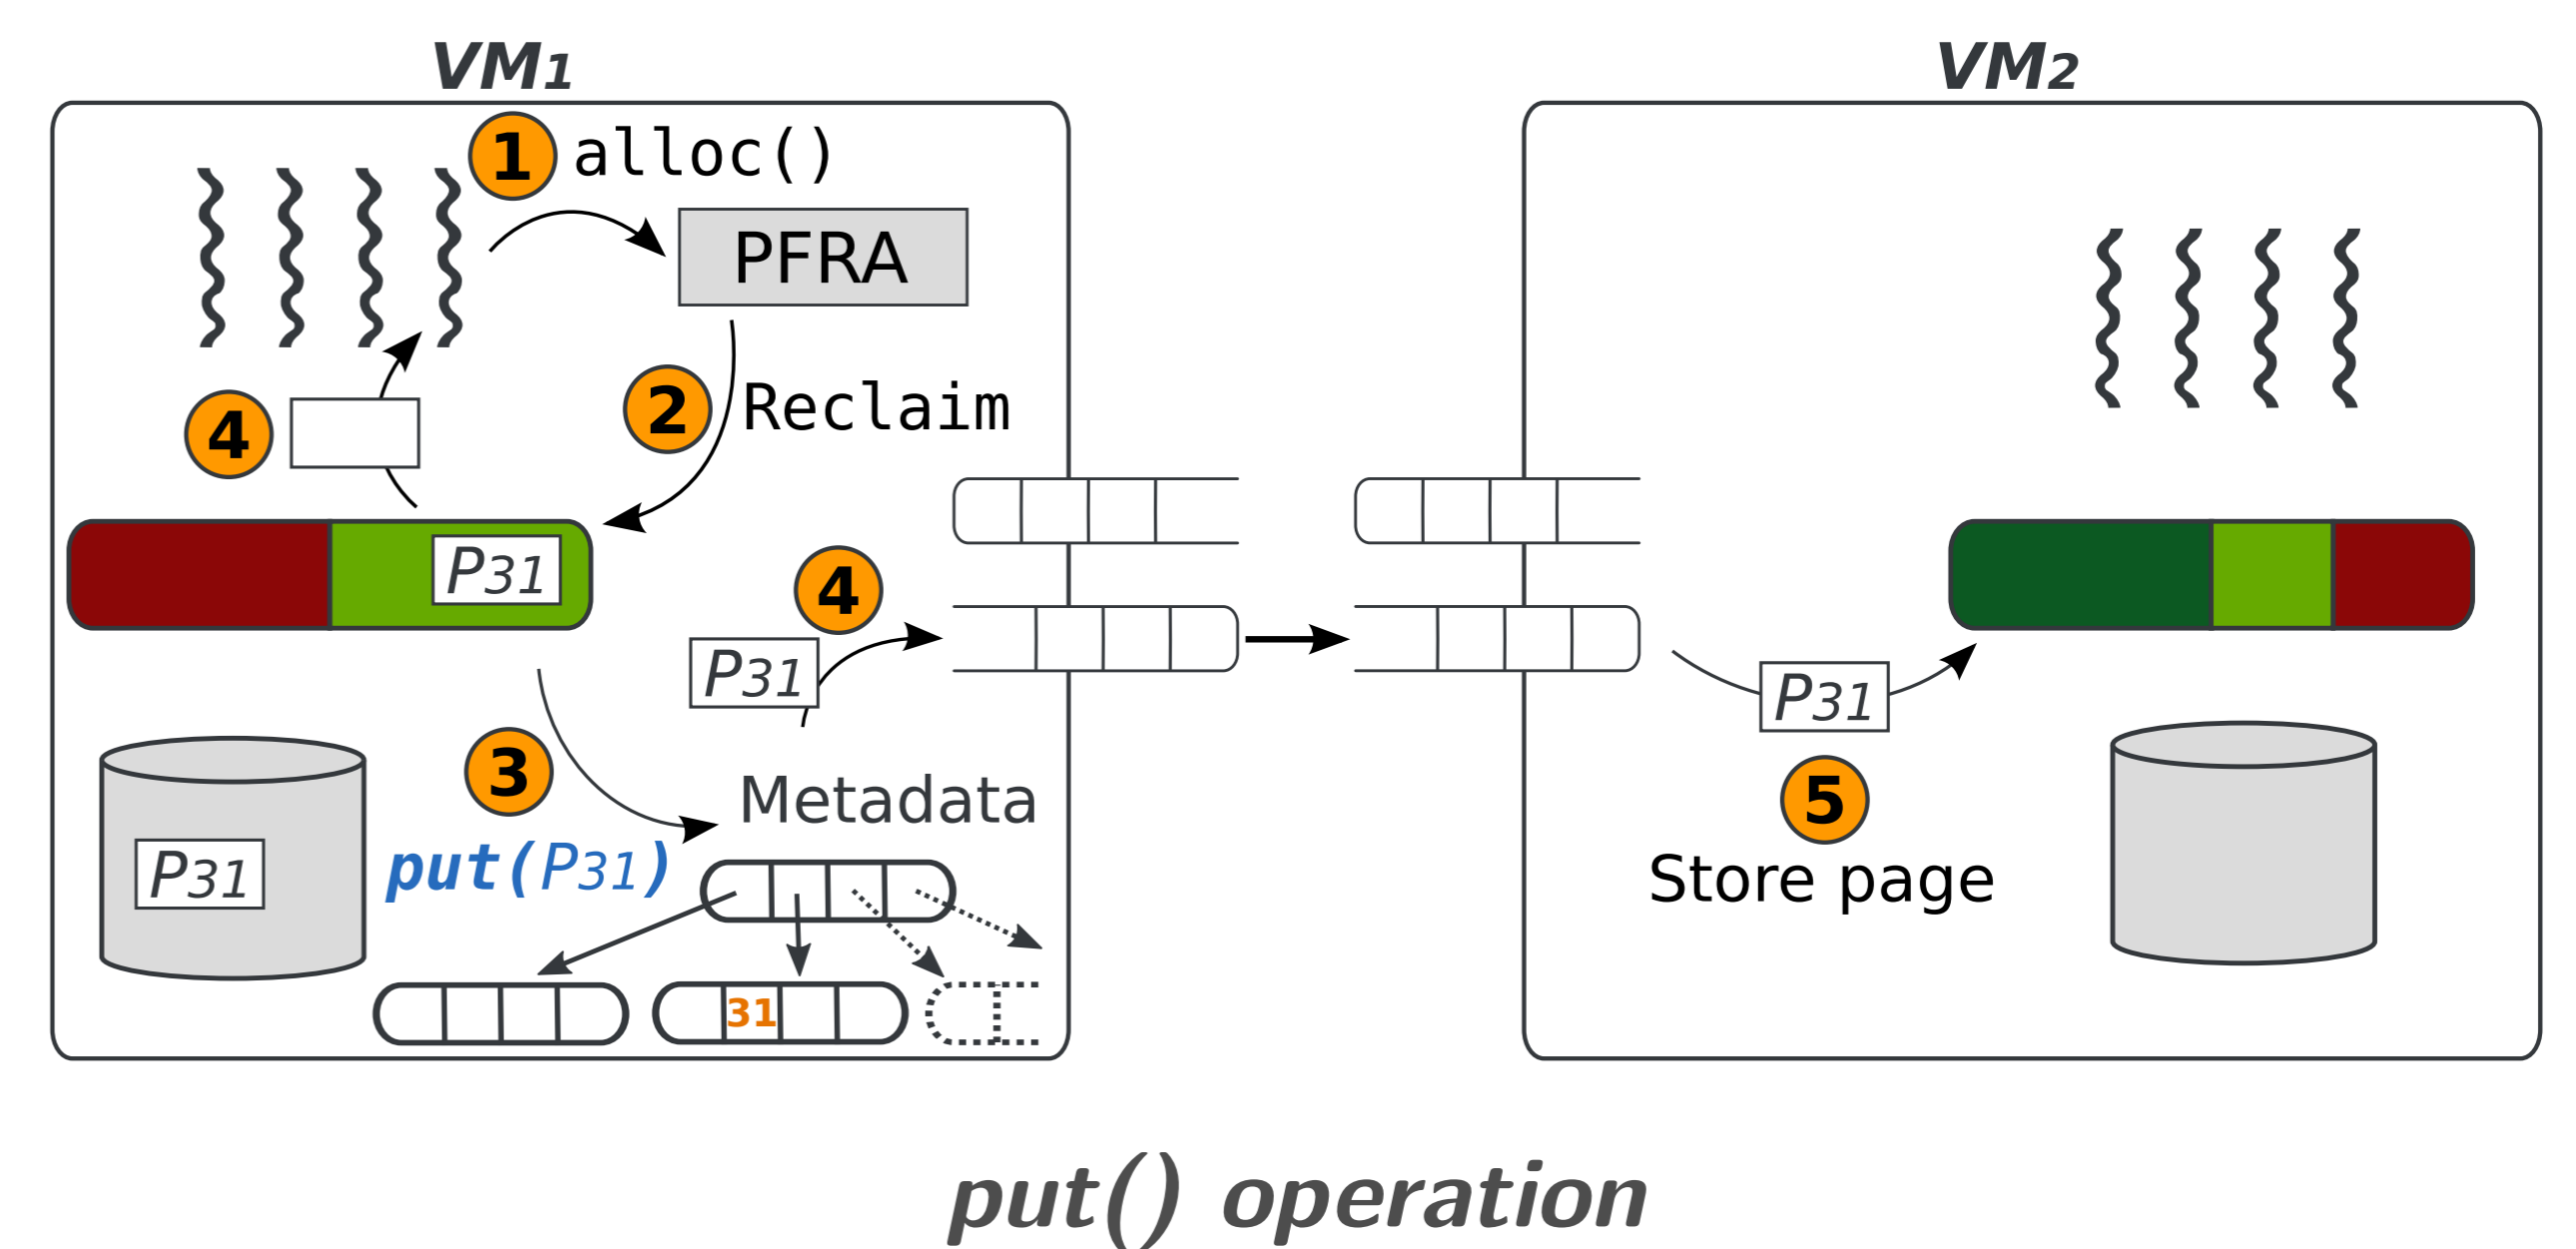 VM1
VM2
1 alloc()
PFRA
2 Reclaim
4
P31
4
P31
3
put(P31)
Metadata
P31
31
P31
5
Store page
put() operation